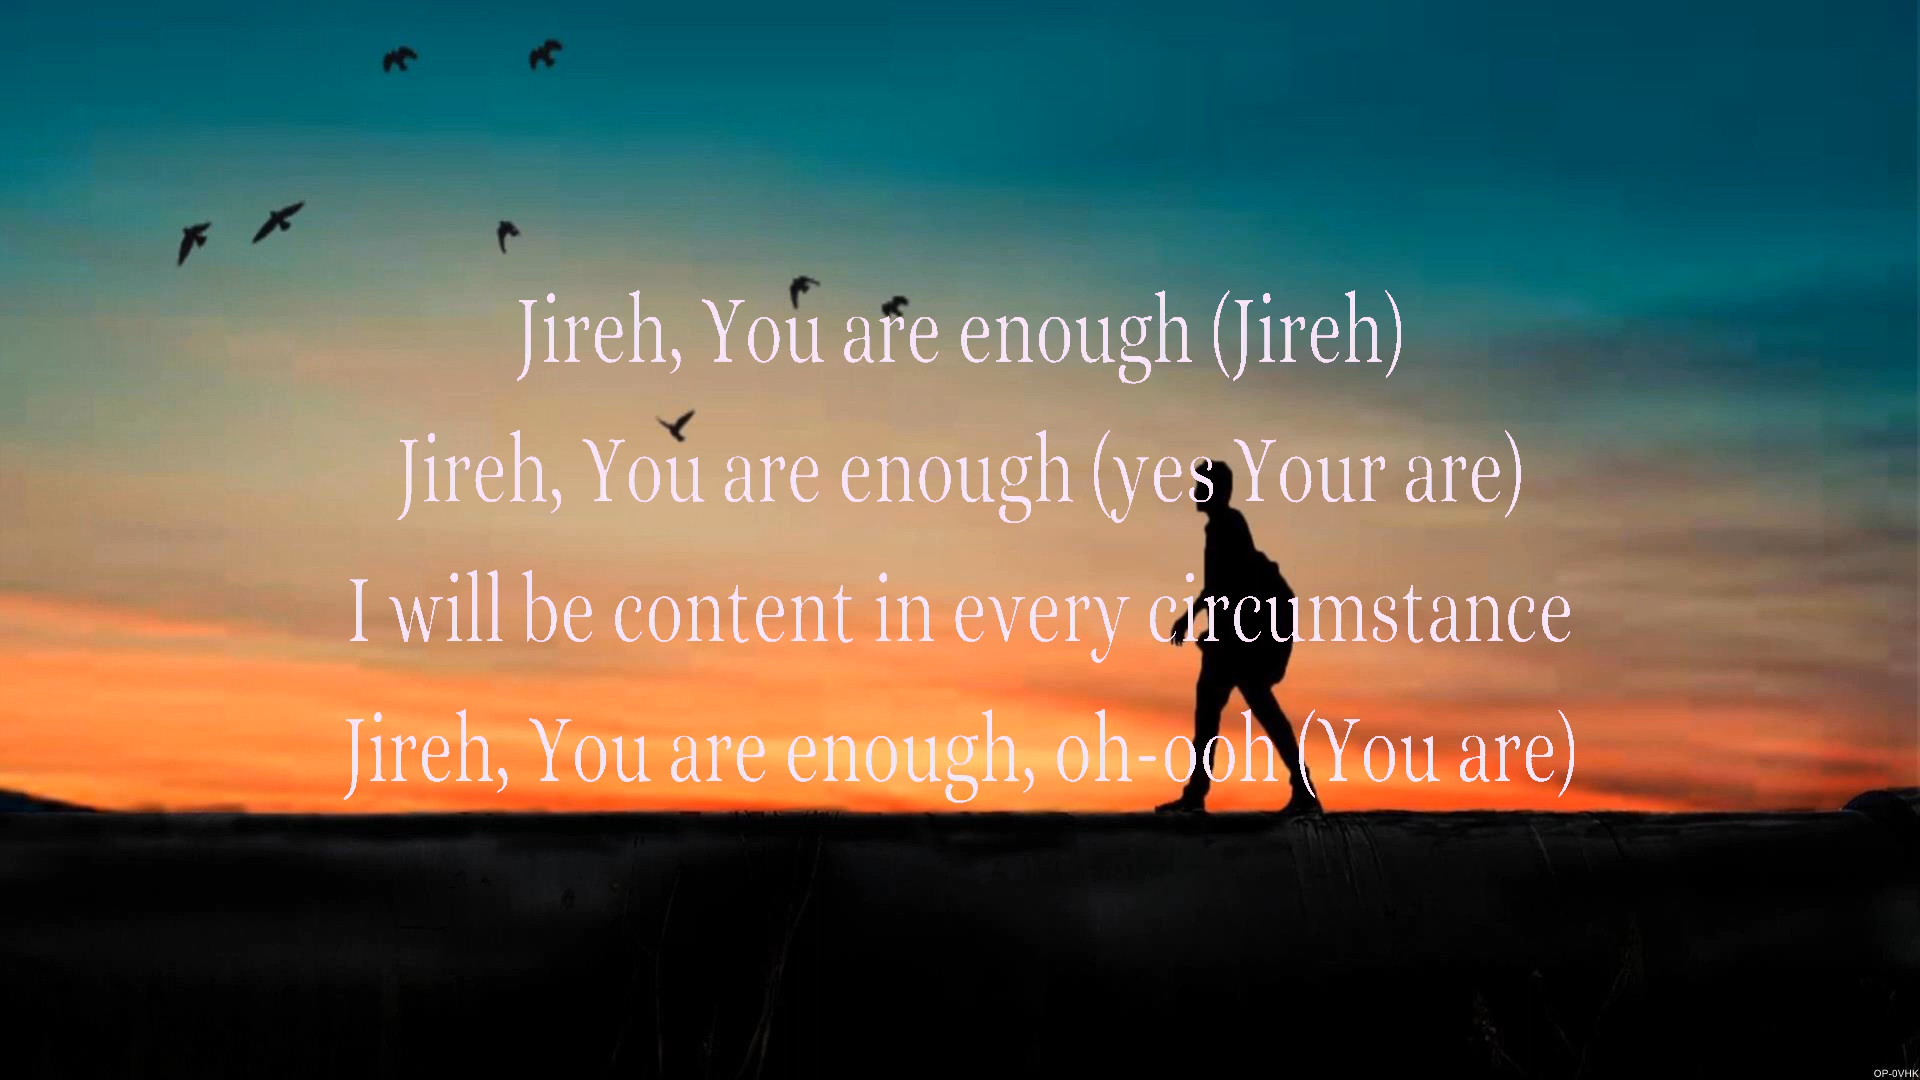 Jireh, You are enough (Jireh)
Jireh, You are enough (yes Your are)
I will be content in every circumstance
Jireh, You are enough, oh-ooh (You are)
OP-0VHK